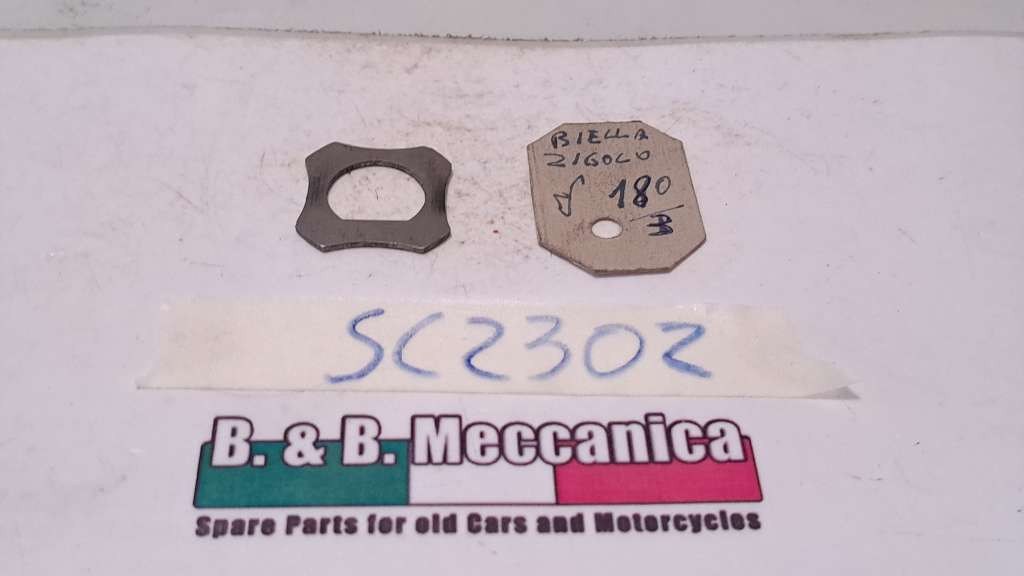 BIELLA
ZIGOLO
180
SC2302
B. & B. Meccanica
Spare Parts for old Cars and Motorcycles